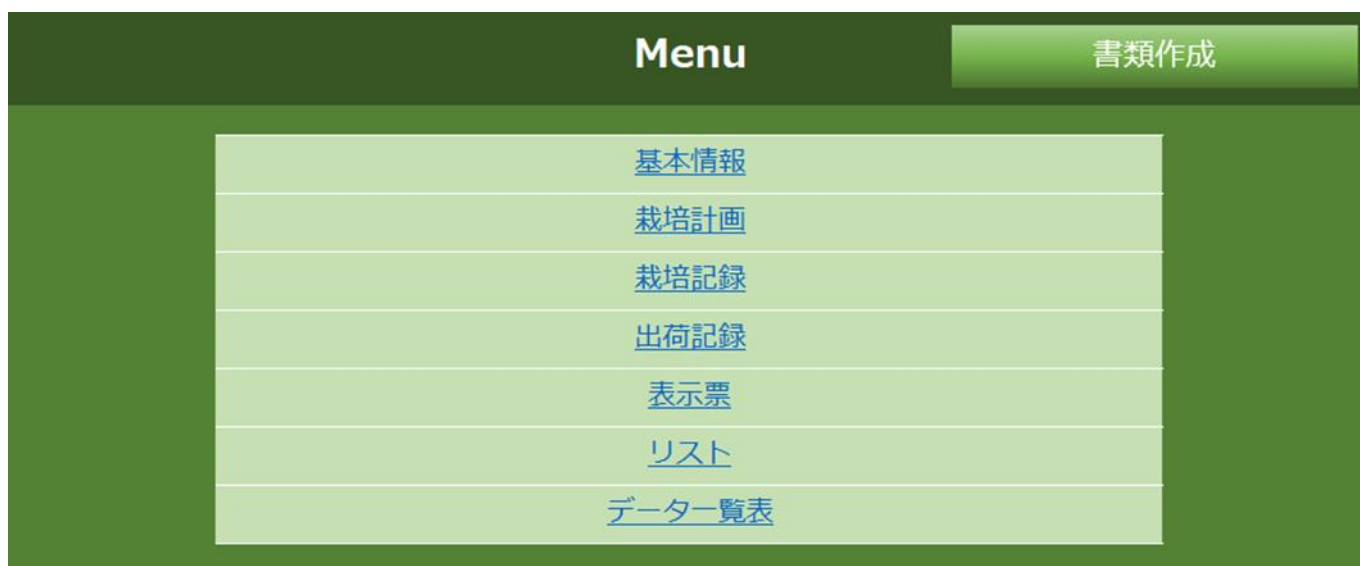 Menu
書類作成
基本情報
栽培計画
栽培記録
出荷記録
表示票
リスト
データ一覧表